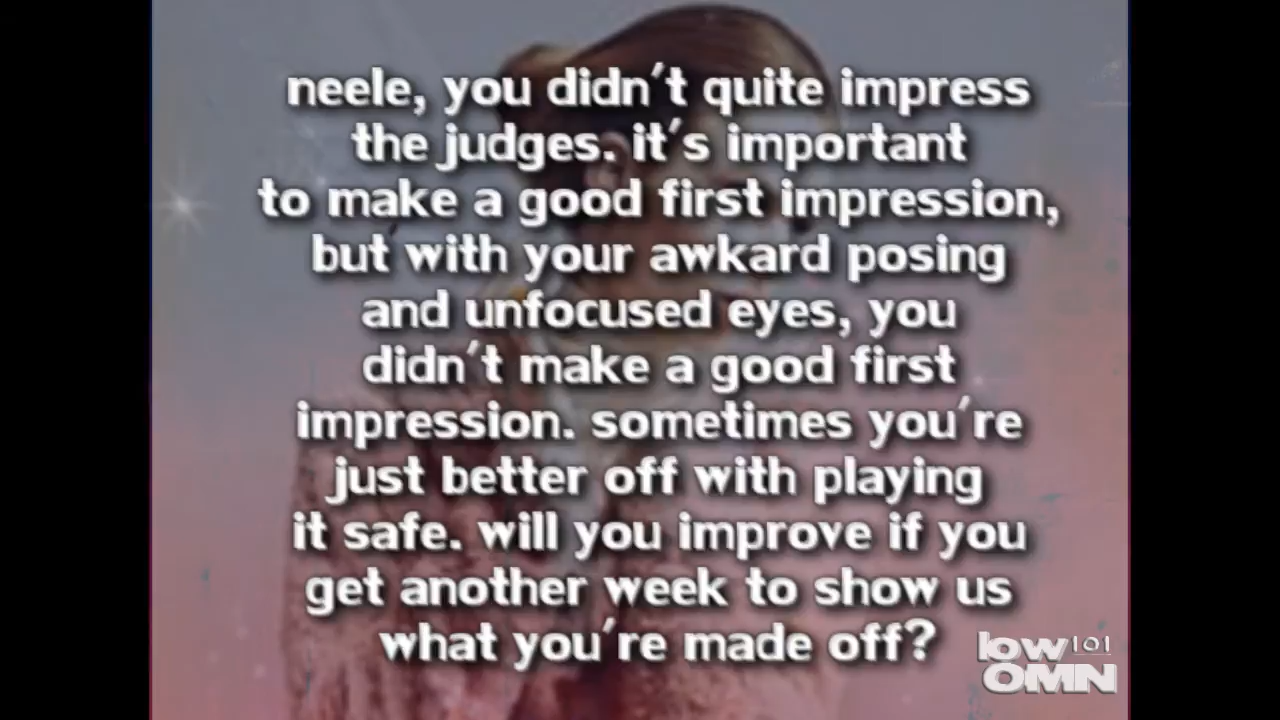 neele, you didn't quite impress
the judges. it's important
to make a good first impression,
but with your awkard posing
and unfocused eyes, you
didn't make a good first
impression. sometimes you're
just better off with playing
it safe. will you improve if you
get another week to show us
what you're made off?
low 101
OMN